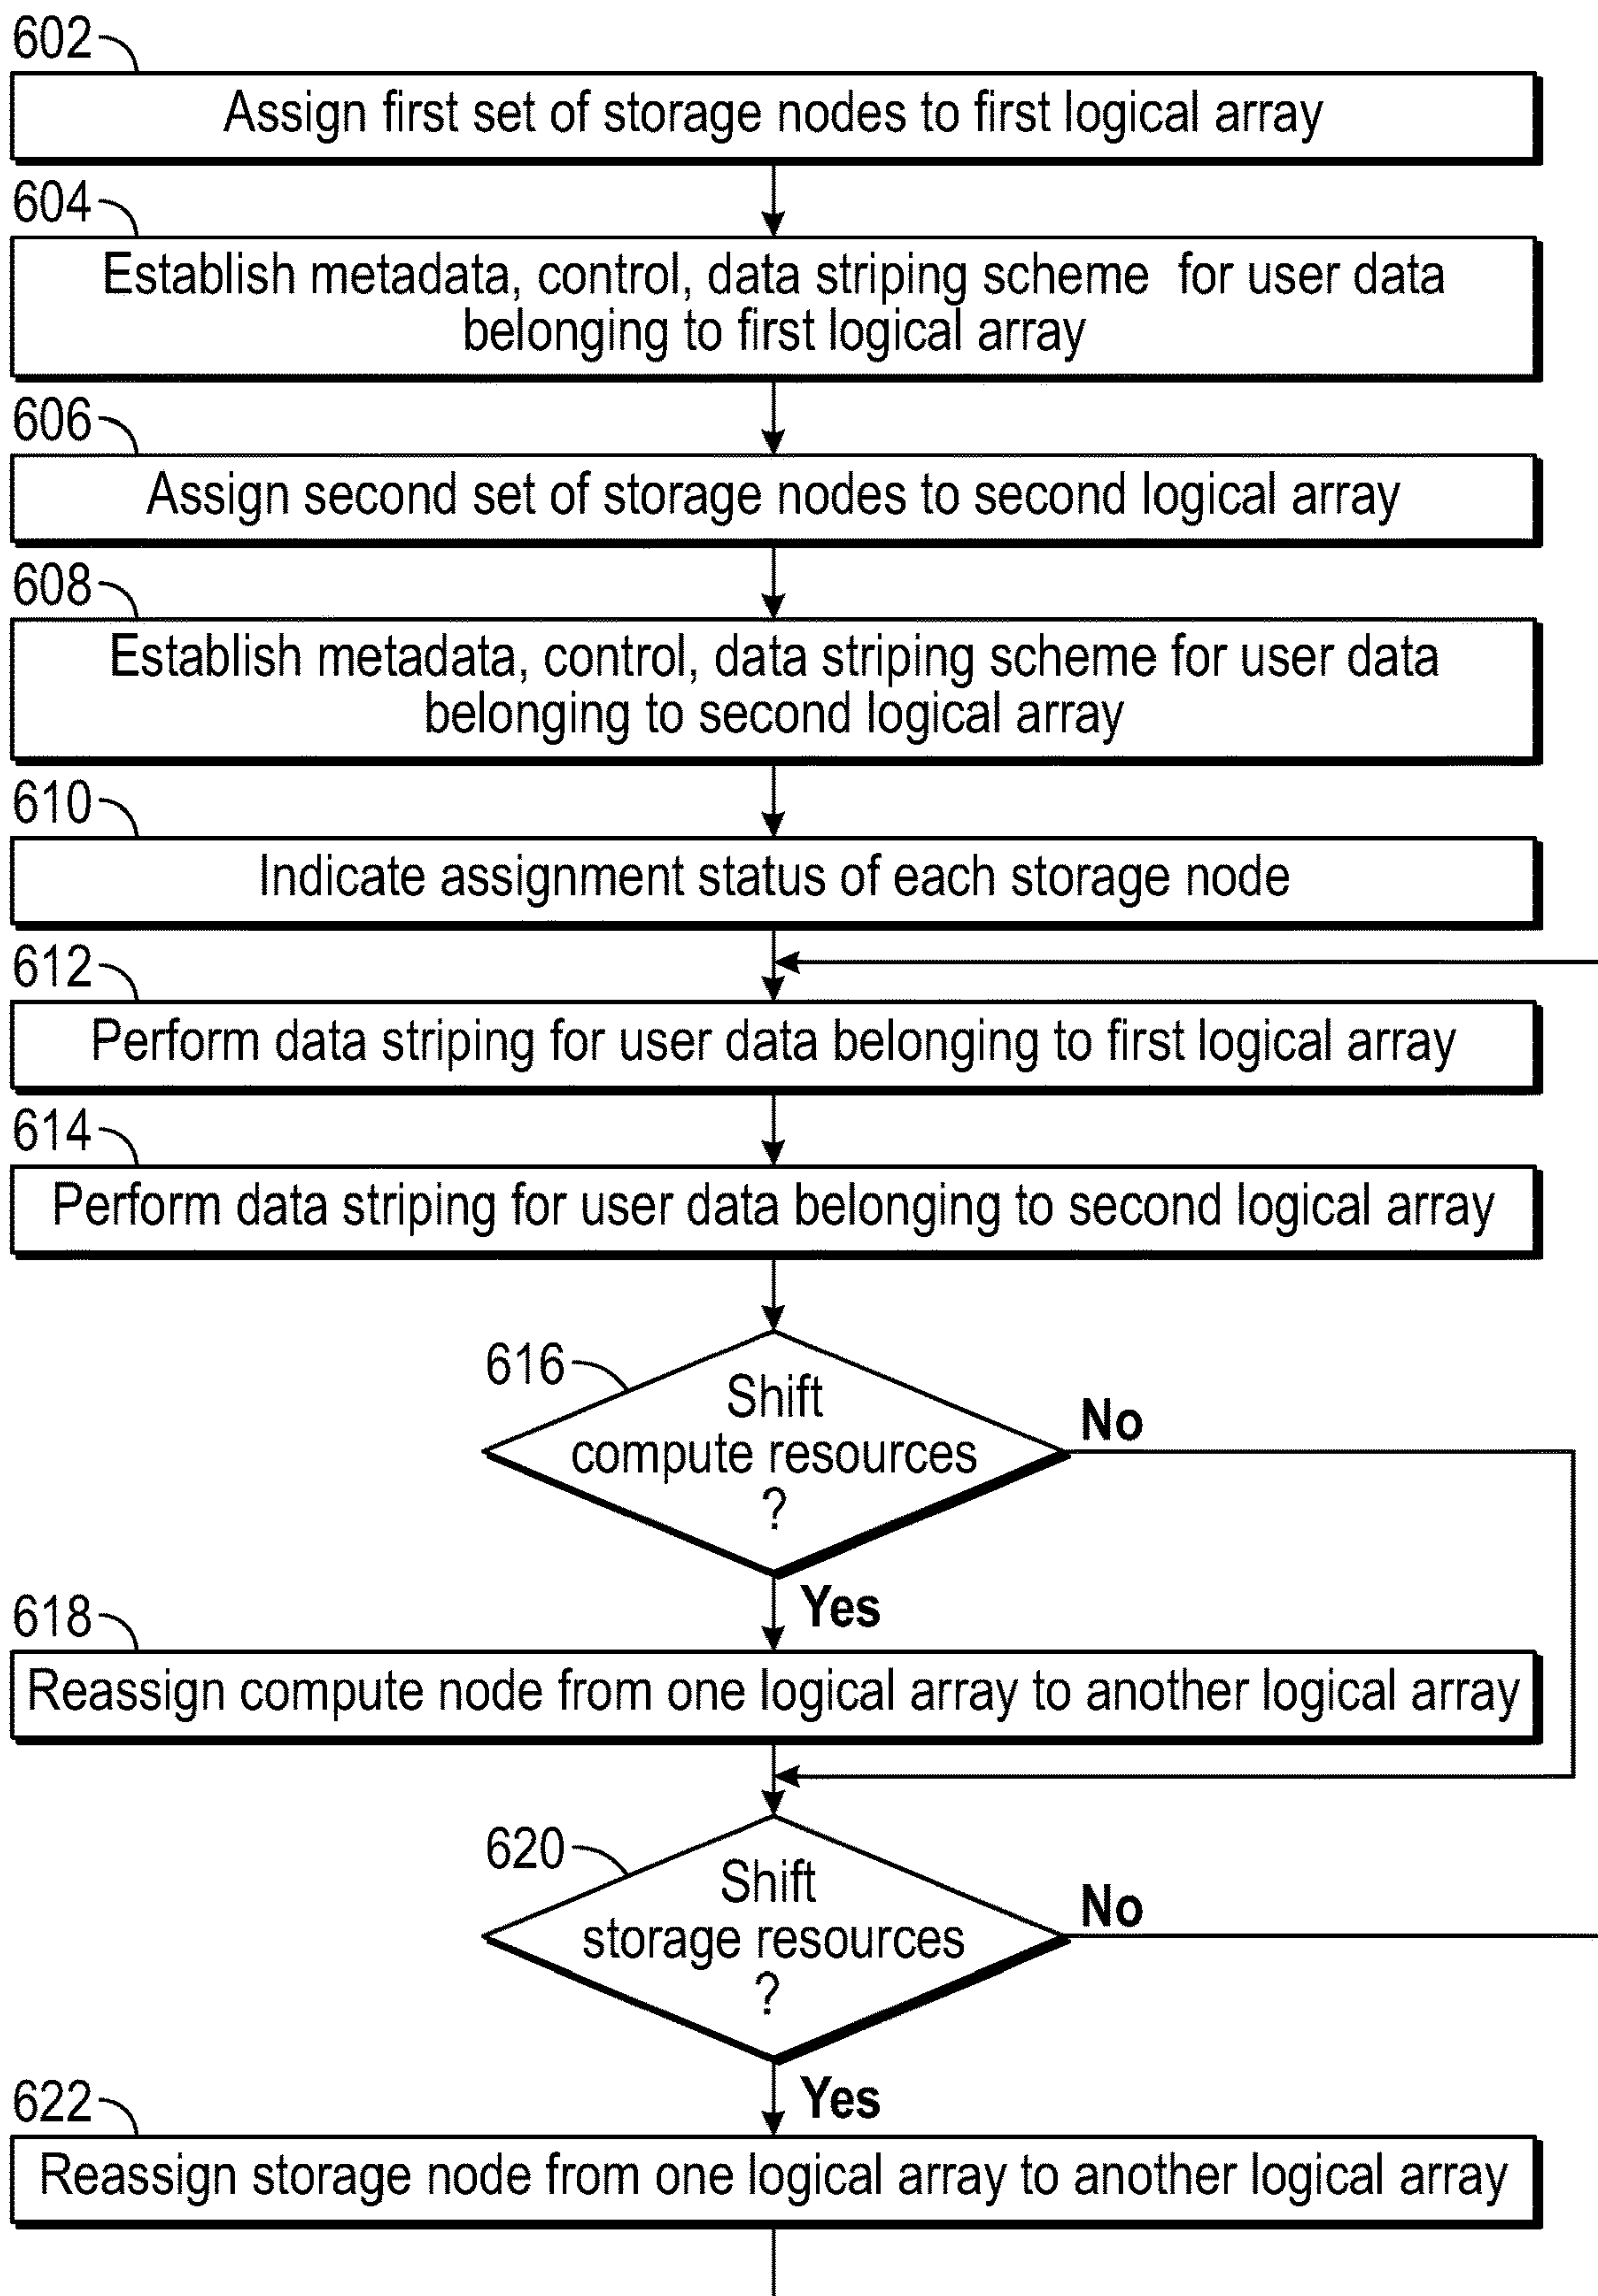 602
Assign first set of storage nodes to first logical array
604
Establish metadata, control, data striping scheme for user data
belonging to first logical array
606
Assign second set of storage nodes to second logical array
608
Establish metadata, control, data striping scheme for user data
belonging to second logical array
610
Indicate assignment status of each storage node
612
Perform data striping for user data belonging to first logical array
614
Perform data striping for user data belonging to second logical array
616
Shift
compute resources
?
No
Yes
618
Reassign compute node from one logical array to another logical array
620
Shift
storage resources
?
No
Yes
622
Reassign storage node from one logical array to another logical array